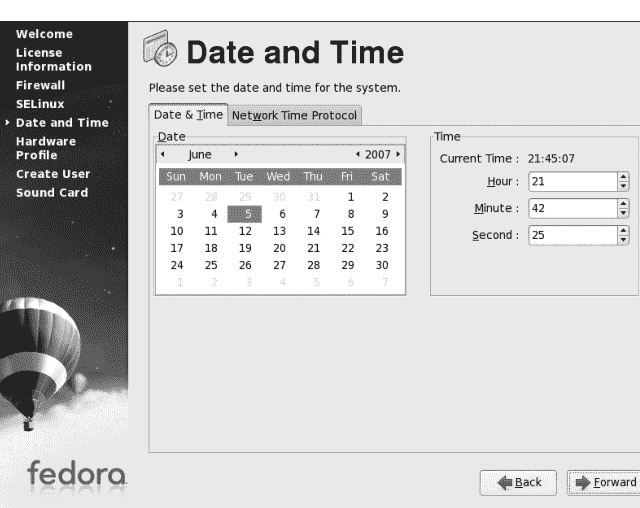 Welcome
License
Information
Firewall
SELinux
Date and Time
Hardware
Profile
Create User
Sound Card
fedora
Date and Time
Please set the date and time for the system.
Date & Time
Network Time Protocol
Date
June
2007
Sun Mon Tue Wed Thu Fri Sat
27 28 29 30 31 1 2
3 4 5 6 7 8 9
10 11 12 13 14 15 16
17 18 19 20 21 22 23
24 25 26 27 28 29 30
1 2 3 4 5 6 7
Time
Current Time : 21:45:07
Hour : 21
Minute : 42
Second : 25
Back
Forward